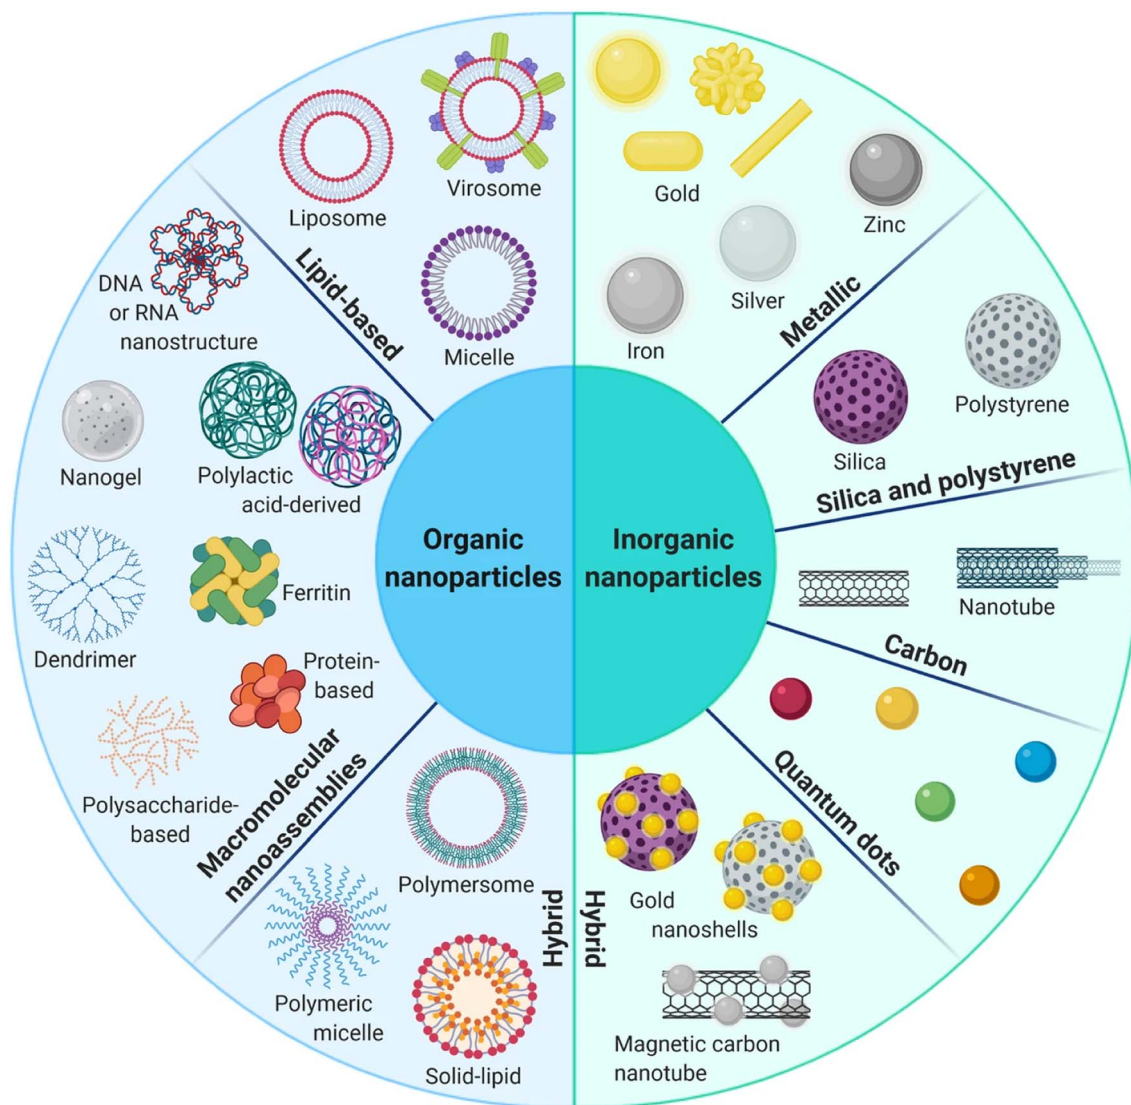 Organic
nanoparticles
Inorganic
nanoparticles
Virosome
Liposome
Micelle
Lipid-based
DNA
or RNA
nanostructure
Nanogel
Polylactic
acid-derived
Dendrimer
Ferritin
Protein-
based
Polysaccharide-
based
Macromolecular
nanoassemblies
Polymersome
Polymeric
micelle
Solid-lipid
Hybrid
Gold
Zinc
Silver
Iron
Metallic
Polystyrene
Silica
Silica and polystyrene
Nanotube
Carbon
Quantum dots
Gold
nanoshells
Hybrid
Magnetic carbon
nanotube